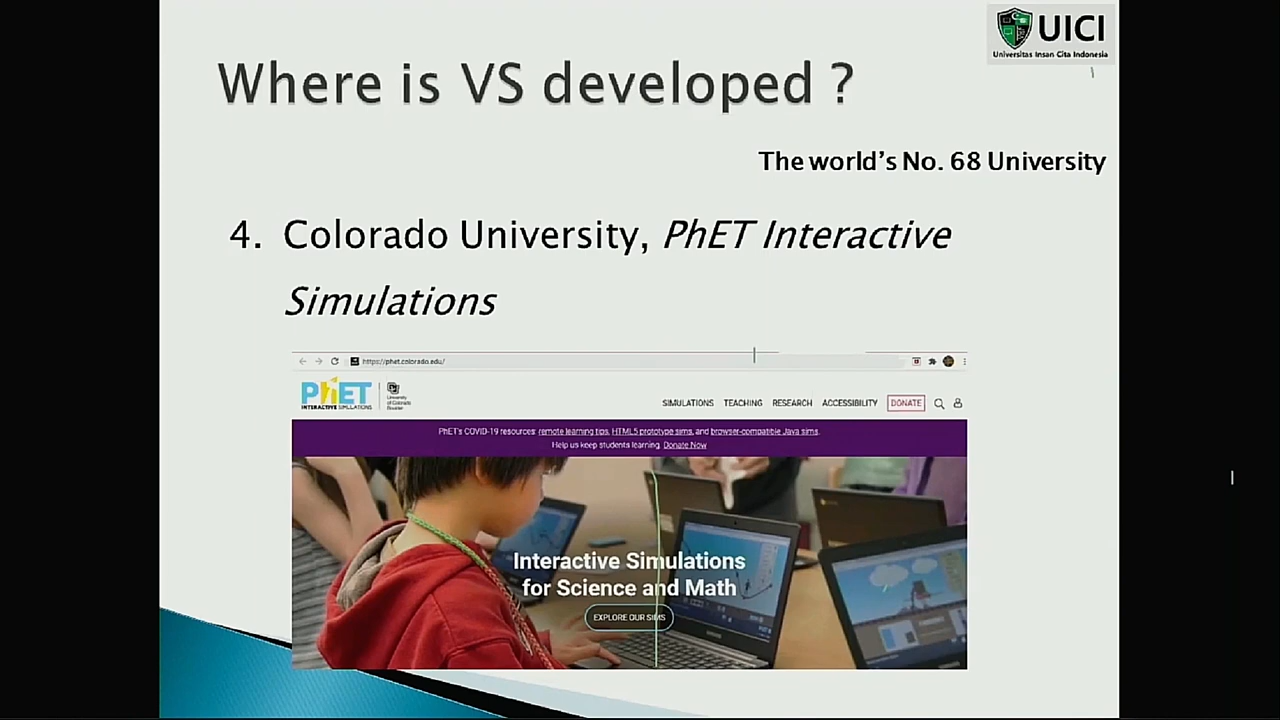 UICI
Universitas Insan Cita Indonesia
Where is VS developed ?
The world's No. 68 University
4. Colorado University, PhET Interactive
Simulations
https://phet.colorado.edu/
PhET
INTERACTIVE SIMULATIONS
University
of Colorado
Boulder
SIMULATIONS TEACHING RESEARCH ACCESSIBILITY DONATE
PhET's COVID-19 resources: remote learning tips, HTML5 prototype sims, and browser-compatible Java sims.
Help us keep students learning. Donate Now
Interactive Simulations
for Science and Math
EXPLORE OUR SIMS